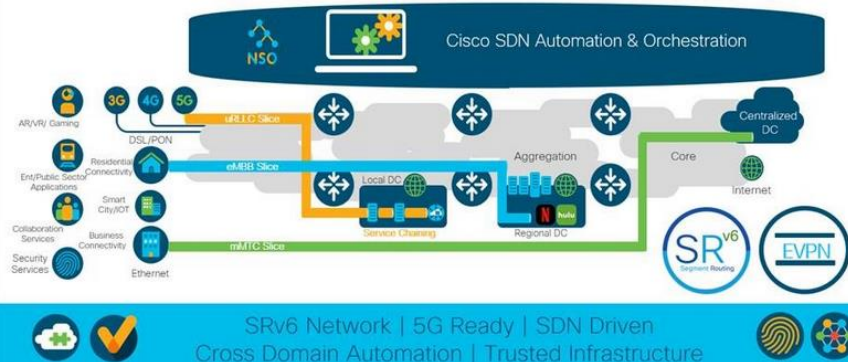 NSO
Cisco SDN Automation & Orchestration
3G
4G
5G
AR/VR/ Gaming
DSL/PON
uRLLC Slice
Centralized
DC
Ent/Public Sector
Applications
Residential
Connectivity
eMBB Slice
Local DC
Aggregation
Core
Internet
Smart
City/IOT
Service Chaining
N
hulu
Regional DC
Collaboration
Services
Business
Connectivity
mMTC Slice
Security
Services
Ethernet
SRv6
Segment Routing
EVPN
SRv6 Network | 5G Ready | SDN Driven
Cross Domain Automation | Trusted Infrastructure